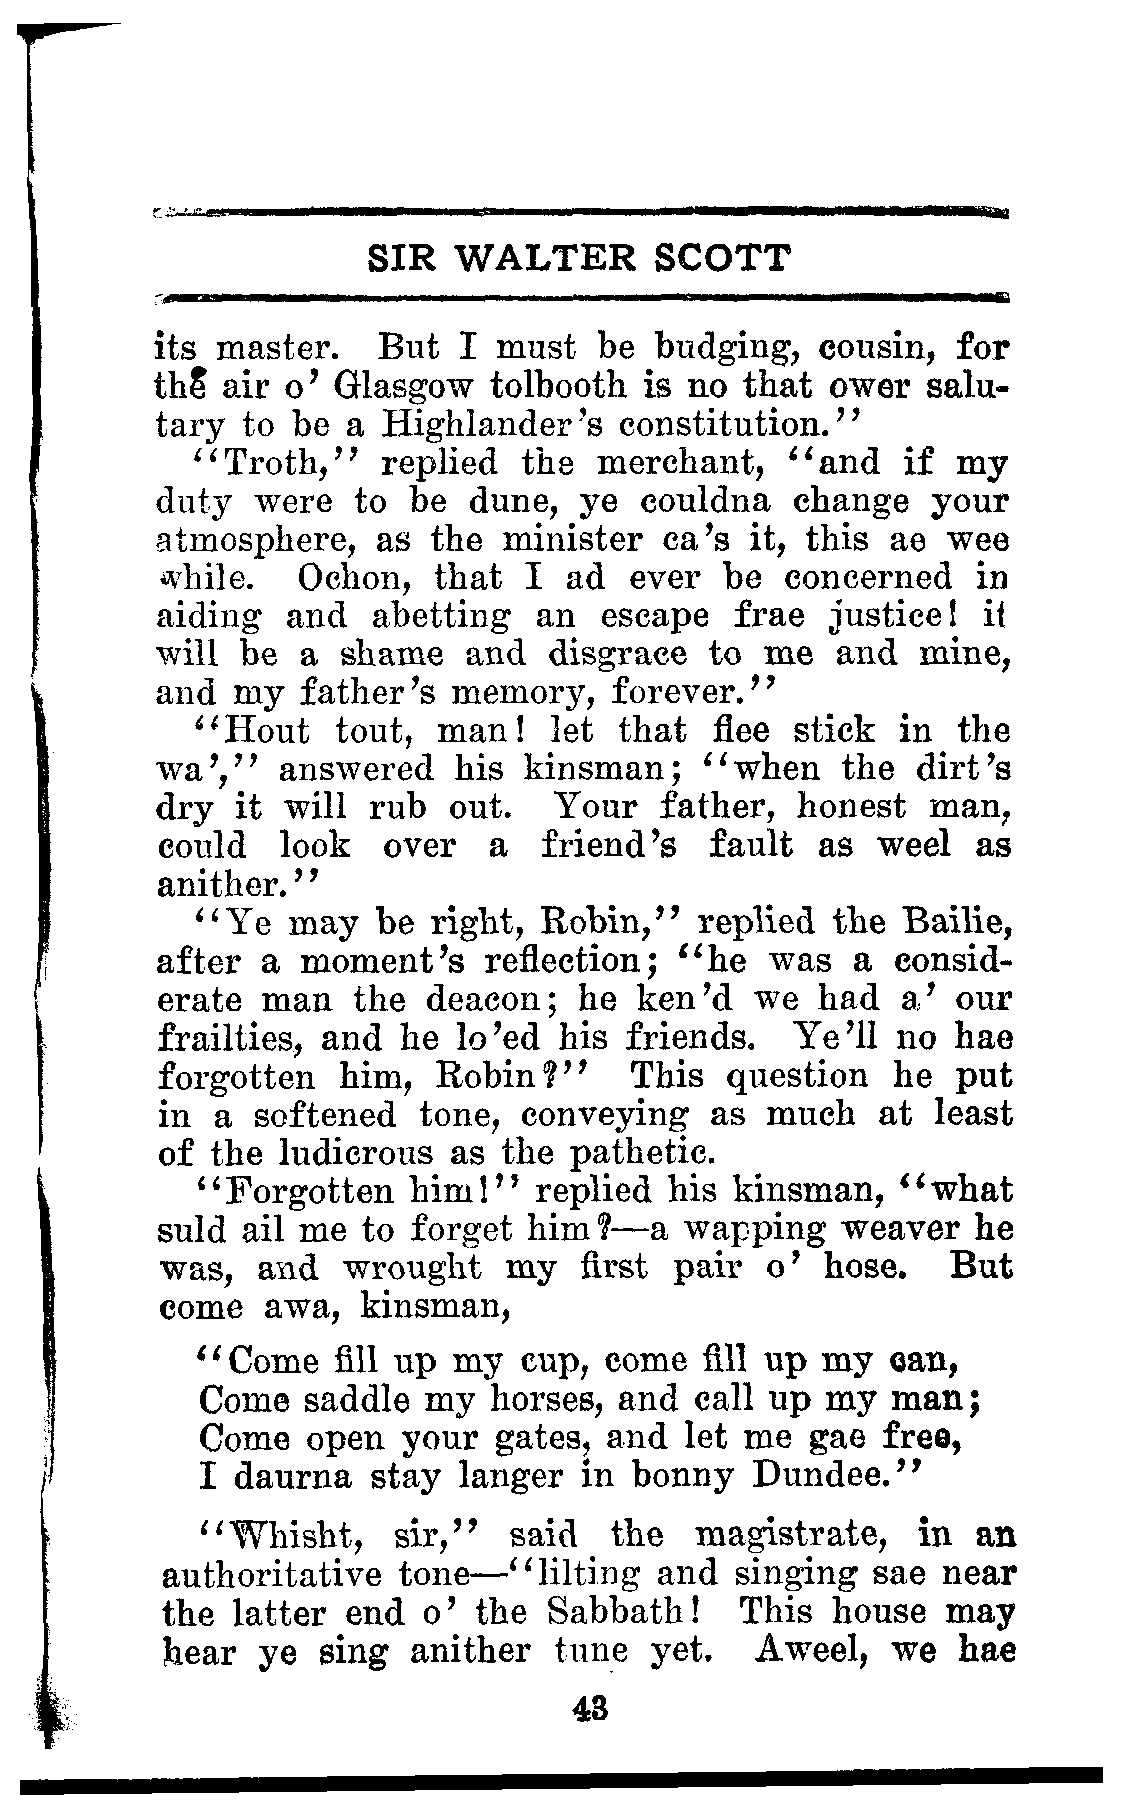 SIR WALTER SCOTT
its master. But I must be budging, cousin, for
the air o' Glasgow tolbooth is no that ower salu-
tary to be a Highlander's constitution."
"Troth," replied the merchant, "and if my
duty were to be dune, ye couldna change your
atmosphere, as the minister ca's it, this ae wee
while. Ochon, that I ad ever be concerned in
aiding and abetting an escape frae justice! it
will be a shame and disgrace to me and mine,
and my father's memory, forever."
"Hout tout, man! let that flee stick in the
wa'," answered his kinsman; "when the dirt's
dry it will rub out. Your father, honest man,
could look over a friend's fault as weel as
anither."
"Ye may be right, Robin," replied the Bailie,
after a moment's reflection; "he was a consid-
erate man the deacon; he ken'd we had a' our
frailties, and he lo'ed his friends. Ye'll no hae
forgotten him, Robin?" This question he put
in a softened tone, conveying as much at least
of the ludicrous as the pathetic.
"Forgotten him!" replied his kinsman, "what
suld ail me to forget him?—a wapping weaver he
was, and wrought my first pair o' hose. But
come awa, kinsman,
"Come fill up my cup, come fill up my can,
Come saddle my horses, and call up my man;
Come open your gates, and let me gae free,
I daurna stay langer in bonny Dundee."
"Whisht, sir," said the magistrate, in an
authoritative tone—"lilting and singing sae near
the latter end o' the Sabbath! This house may
hear ye sing anither tune yet. Aweel, we hae
43